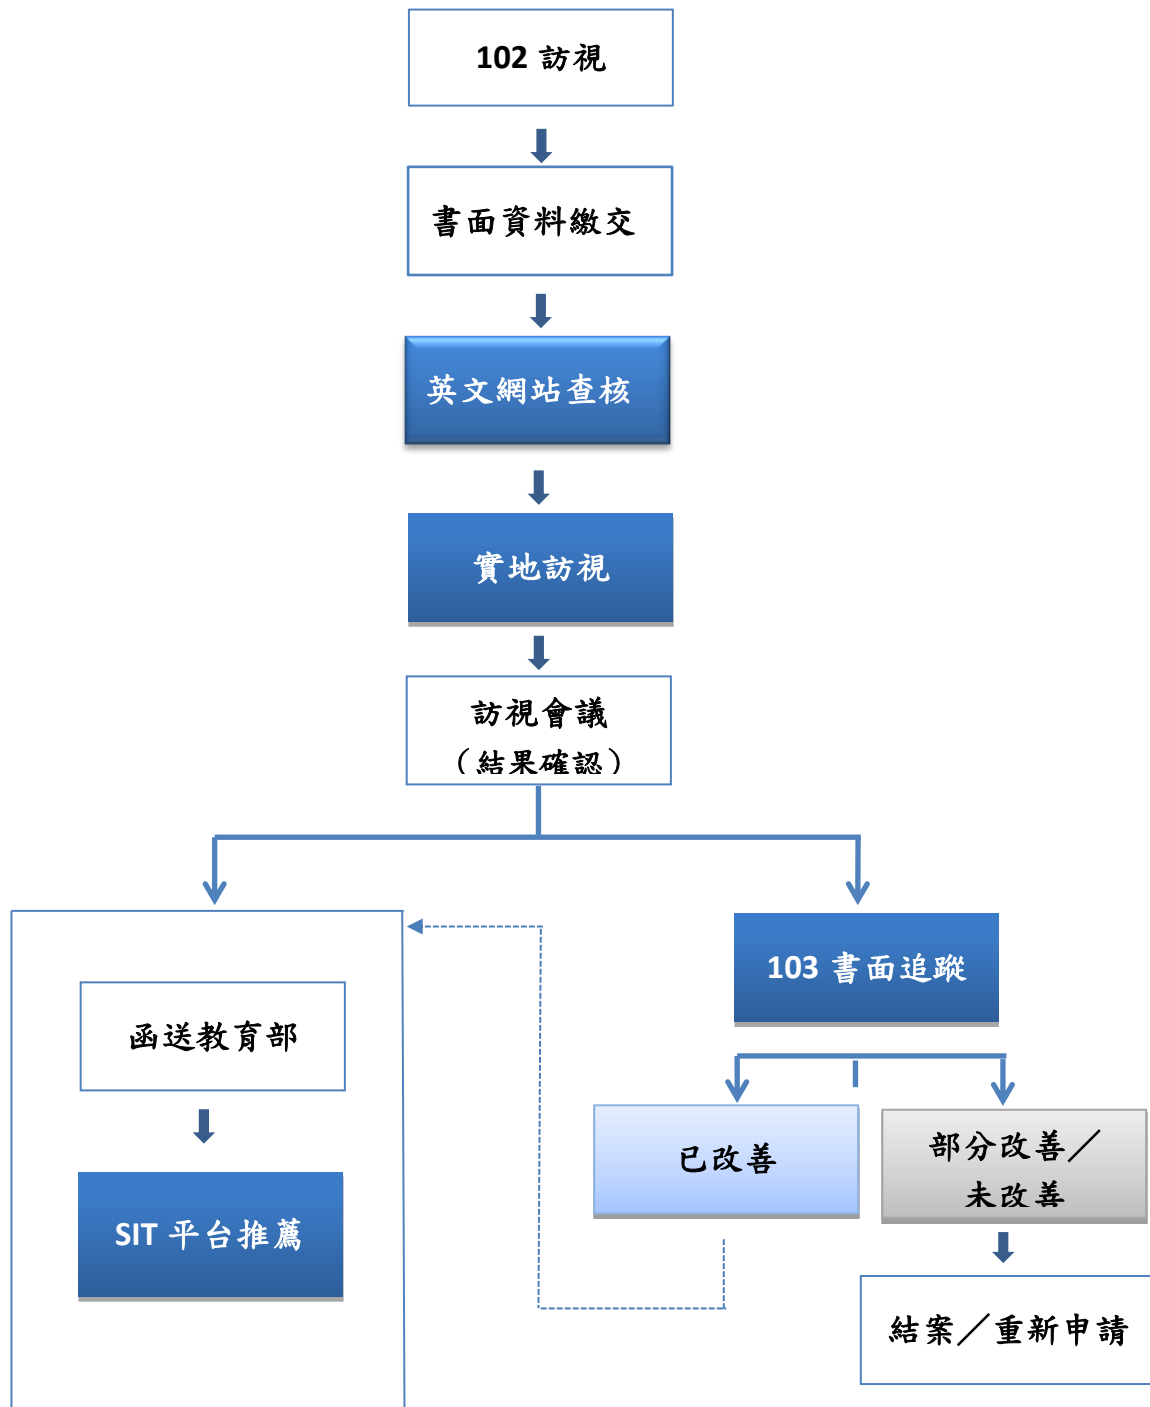 102 訪視
書面資料繳交
英文網站查核
實地訪視
訪視會議
（結果確認）
103 書面追蹤
函送教育部
SIT 平台推薦
已改善
部分改善／
未改善
結案／重新申請